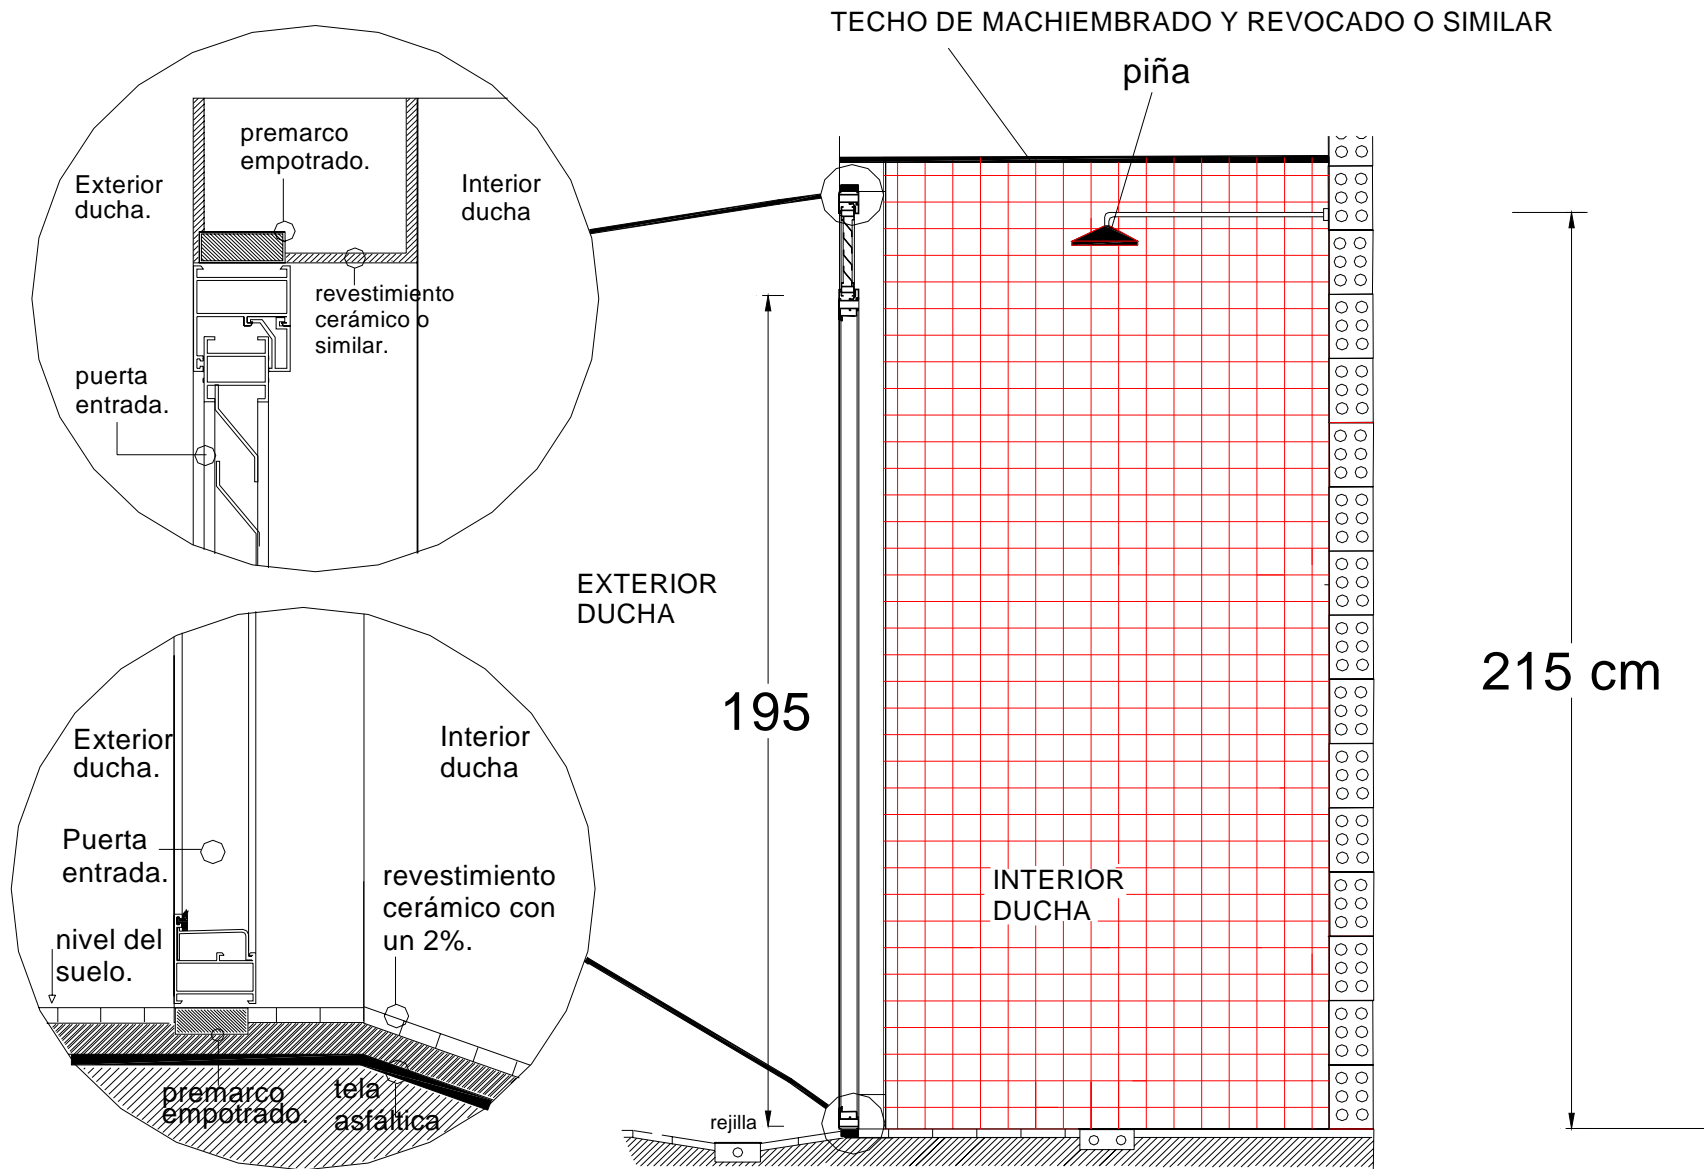 TECHO DE MACHIEMBRADO Y REVOCADO O SIMILAR
piña
premarco
empotrado.
Exterior
ducha.
Interior
ducha
revestimiento
cerámico o
similar.
puerta
entrada.
EXTERIOR
DUCHA
195
215 cm
INTERIOR
DUCHA
rejilla
Exterior
ducha.
Interior
ducha
Puerta
entrada.
revestimiento
cerámico con
un 2%.
nivel del
suelo.
premarco
empotrado.
tela
asfáltica